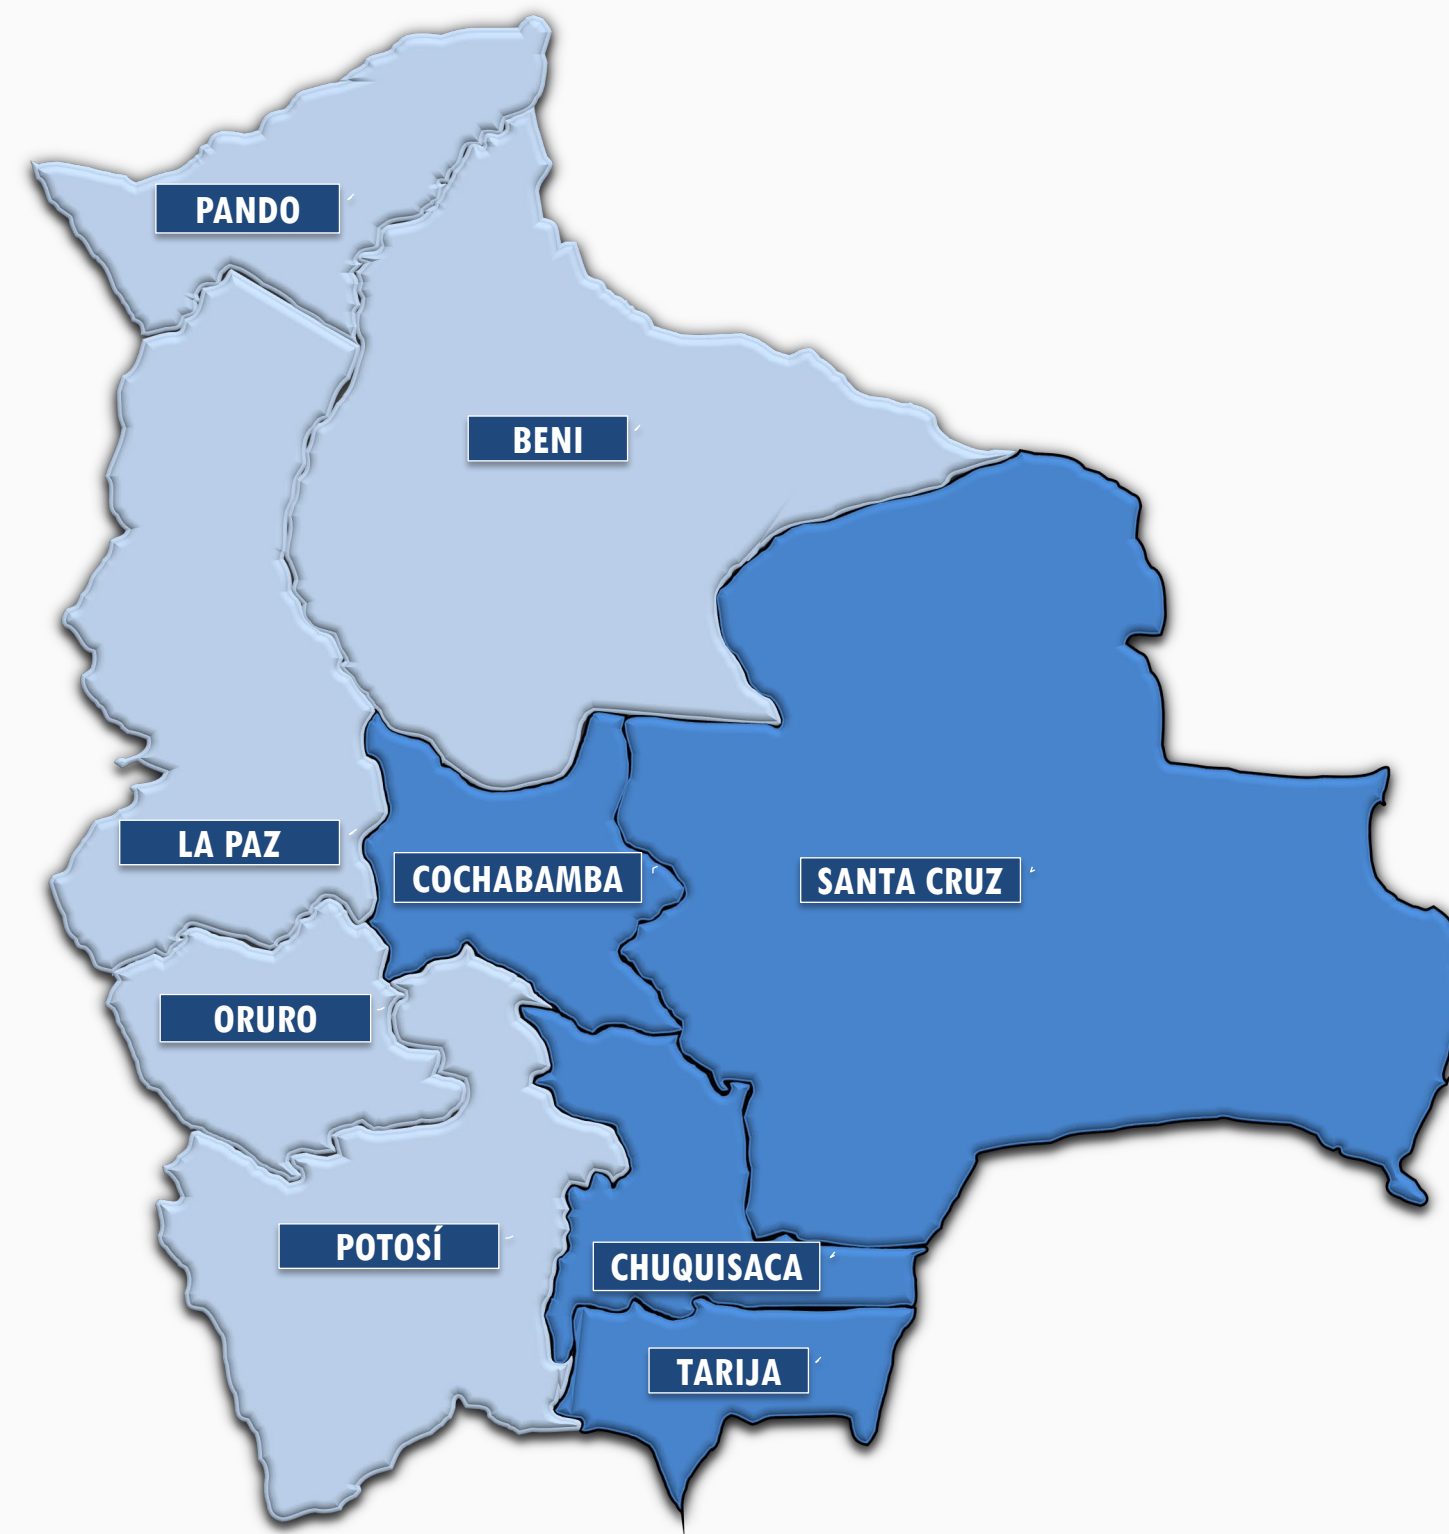 PANDO
BENI
LA PAZ
COCHABAMBA
SANTA CRUZ
ORURO
POTOSÍ
CHUQUISACA
TARIJA